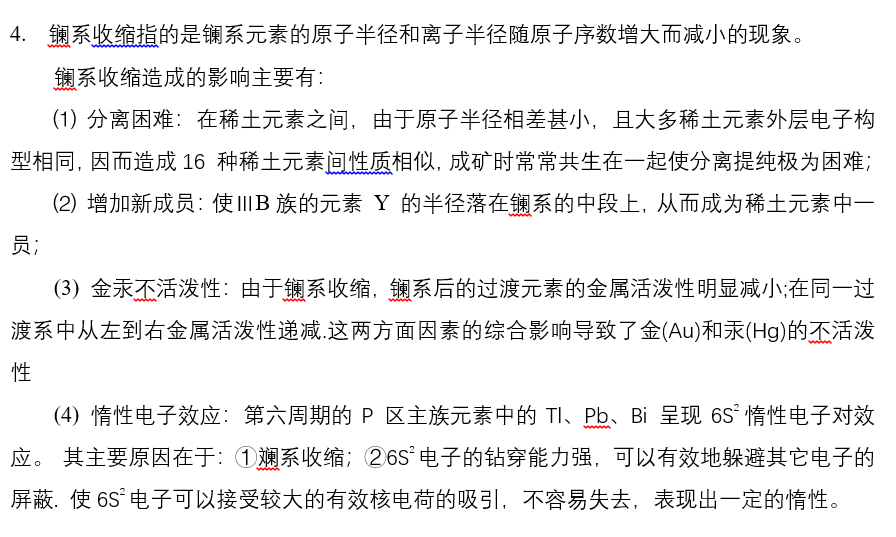 4. 镧系收缩指的是镧系元素的原子半径和离子半径随原子序数增大而减小的现象。
镧系收缩造成的影响主要有：
(1) 分离困难：在稀土元素之间，由于原子半径相差甚小，且大多稀土元素外层电子构
型相同, 因而造成 16 种稀土元素间性质相似, 成矿时常常共生在一起使分离提纯极为困难；
(2) 增加新成员：使ⅢB 族的元素 Y 的半径落在镧系的中段上, 从而成为稀土元素中一
员；
(3) 金汞不活泼性：由于镧系收缩，镧系后的过渡元素的金属活泼性明显减小;在同一过
渡系中从左到右金属活泼性递减.这两方面因素的综合影响导致了金(Au)和汞(Hg)的不活泼
性
(4) 惰性电子效应：第六周期的 P 区主族元素中的 Tl、Pb、Bi 呈现 6S² 惰性电子对效
应。 其主要原因在于：①斓系收缩；②6S² 电子的钻穿能力强，可以有效地躲避其它电子的
屏蔽. 使 6S² 电子可以接受较大的有效核电荷的吸引，不容易失去，表现出一定的惰性。